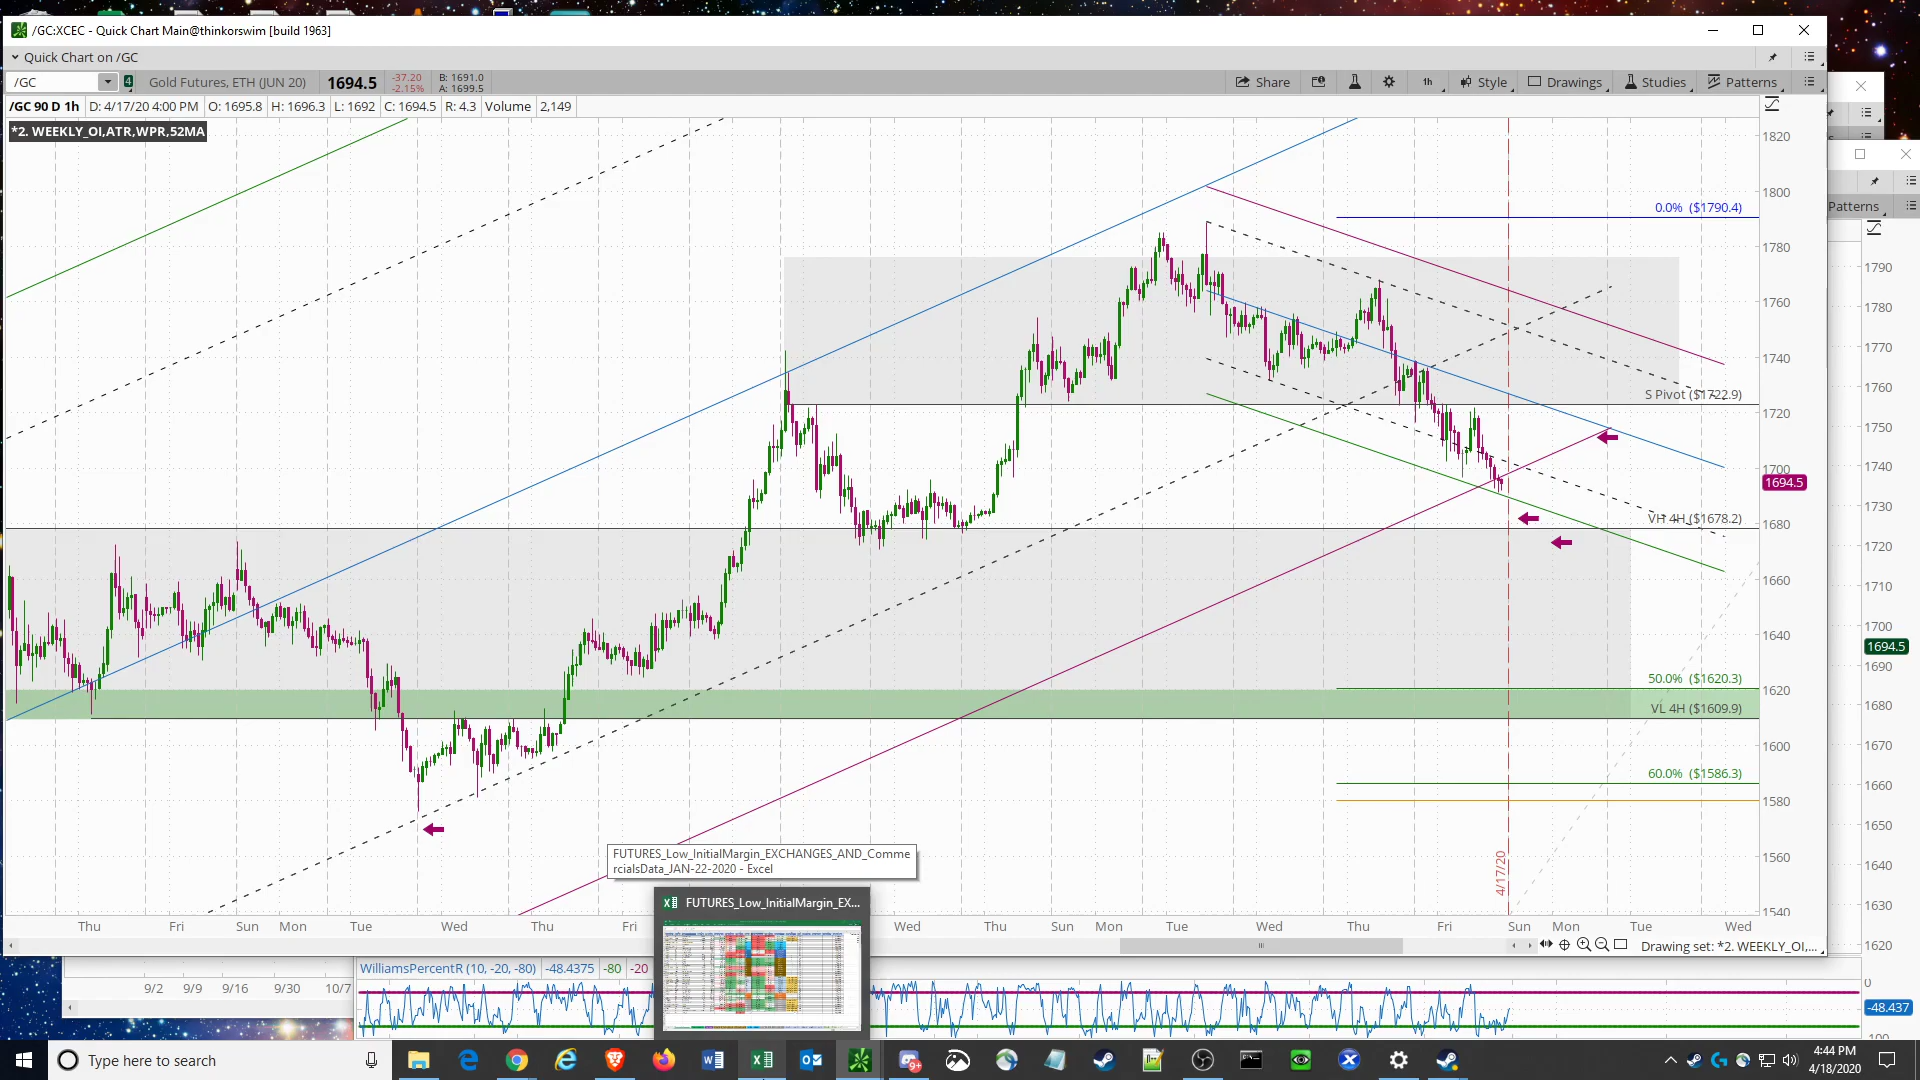 /GC:XCEC - Quick Chart Main@thinkorswim [build 1963]
Quick Chart on /GC
/GC 4 Gold Futures, ETH (JUN 20) 1694.5 -37.20 -2.15% B: 1691.0 A: 1699.5 Share 1h Style Drawings Studies Patterns
/GC 90 D 1h D: 4/17/20 4:00 PM O: 1695.8 H: 1696.3 L: 1692 C: 1694.5 R: 4.3 Volume 2,149
*2. WEEKLY_OI,ATR,WPR,52MA
1820
1800
0.0% ($1790.4)
1780
1760
1740
S Pivot ($1722.9)
1720
1700
1694.5
VH 4H ($1678.2)
1680
1660
1640
50.0% ($1620.3)
1620
VL 4H ($1609.9)
1600
60.0% ($1586.3)
1580
1560
1540
4/17/20
Patterns
1790
1780
1770
1760
1750
1740
1730
1720
1710
1700
1694.5
1690
1680
1670
1660
1650
1640
1630
1620
FUTURES_Low_InitialMargin_EXCHANGES_AND_Comme
rcialsData_JAN-22-2020 - Excel
FUTURES_Low_InitialMargin_EX...
Thu Fri Sun Mon Tue Wed Thu Fri Wed Thu Sun Mon Tue Wed Thu Fri Sun Mon Tue Wed
Drawing set: *2. WEEKLY_OI,...
WilliamsPercentR (10, -20, -80) -48.4375 -80 -20
9/2 9/9 9/16 9/30 10/7
0
-48.437
-100
Type here to search
9+
4:44 PM
4/18/2020